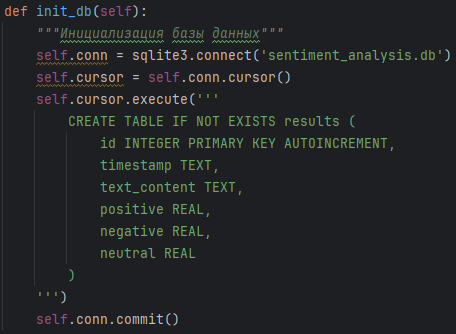 def init_db(self):
    """Инициализация базы данных"""
    self.conn = sqlite3.connect('sentiment_analysis.db')
    self.cursor = self.conn.cursor()
    self.cursor.execute('''
        CREATE TABLE IF NOT EXISTS results (
            id INTEGER PRIMARY KEY AUTOINCREMENT,
            timestamp TEXT,
            text_content TEXT,
            positive REAL,
            negative REAL,
            neutral REAL
        )
    ''')
    self.conn.commit()